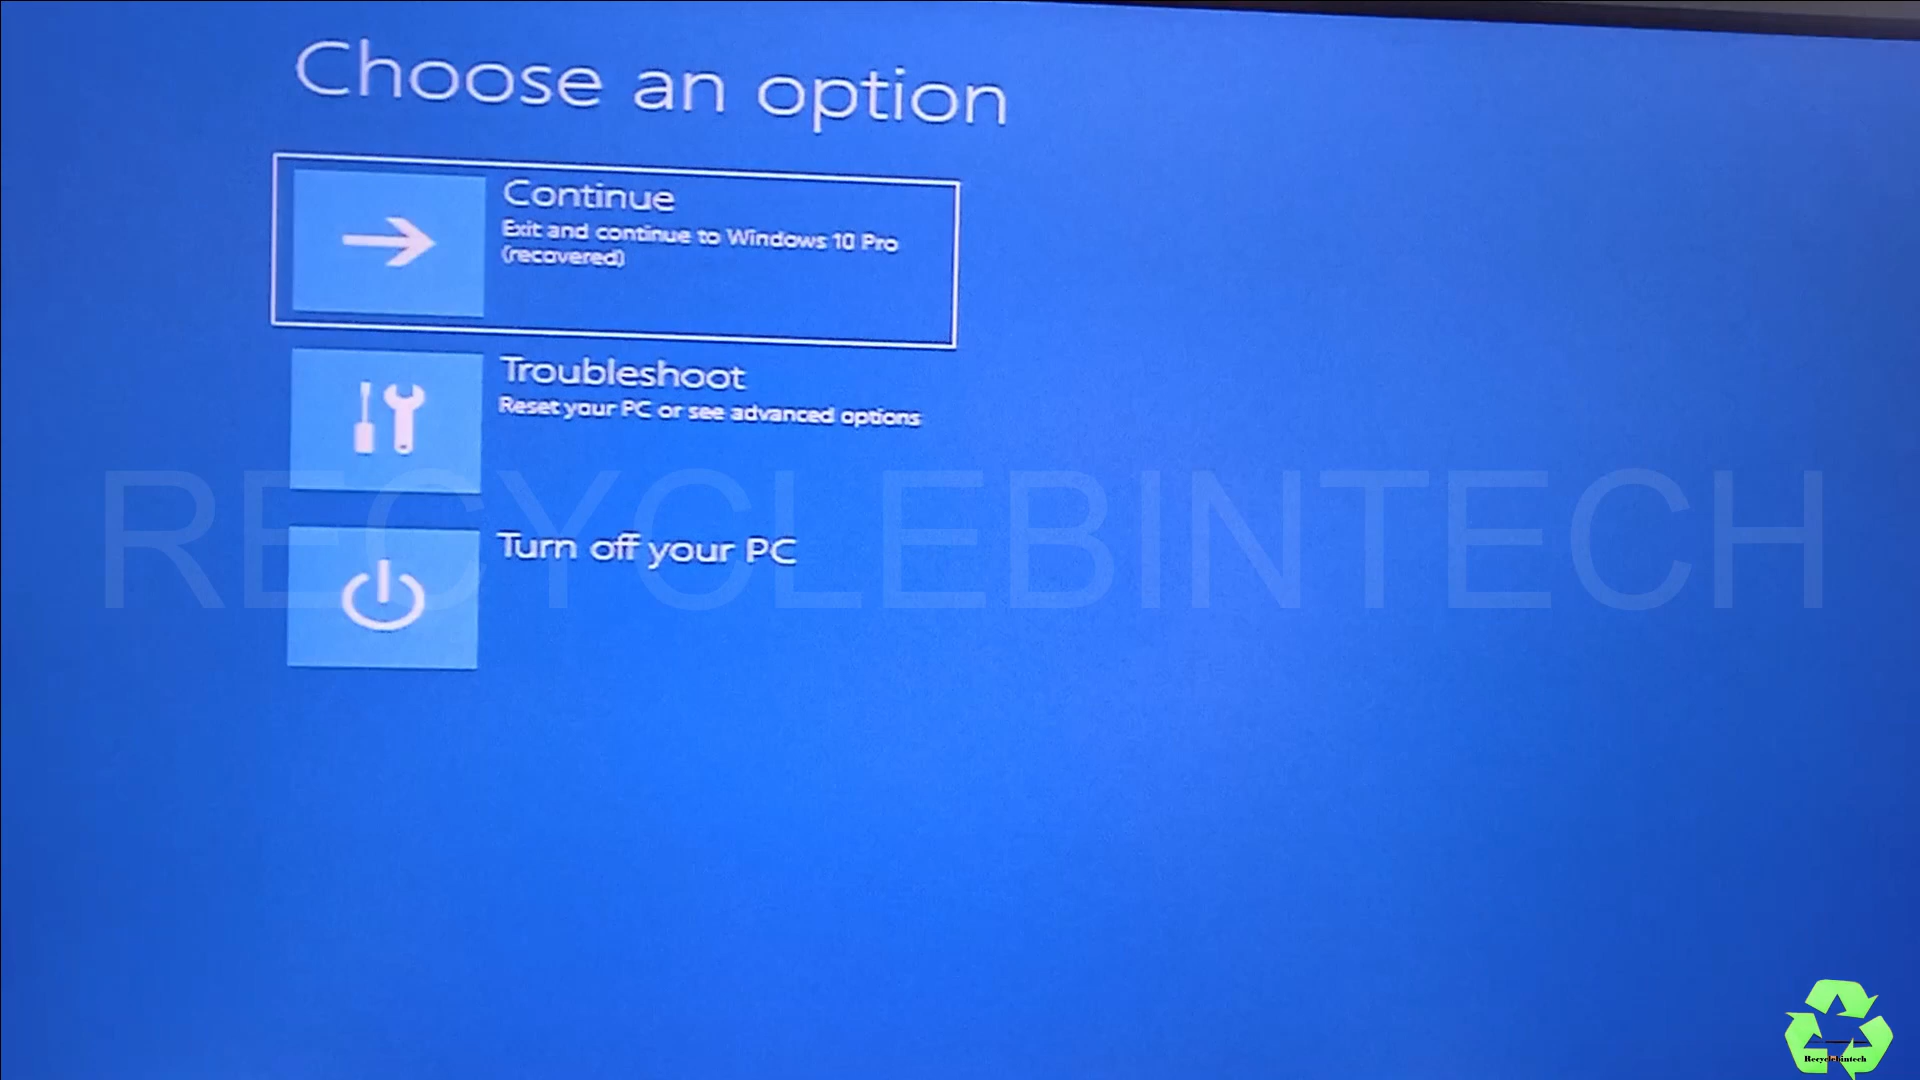 Choose an option
Continue
Exit and continue to Windows 10 Pro
(recovered)
Troubleshoot
Reset your PC or see advanced options
RECYCLEBINTECH
Turn off your PC
Recyclebintech